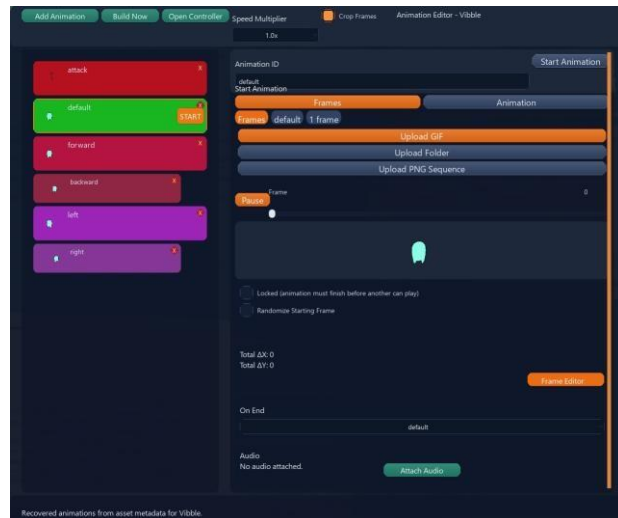 Add Animation
Build Now
Open Controller
Speed Multiplier
Crop Frames
Animation Editor - Vibble
1.0x
attack
X
default
X
START
forward
X
backward
X
left
X
right
X
Animation ID
Start Animation
default
Start Animation
Frames
Animation
Frames
default
1 frame
Upload GIF
Upload Folder
Upload PNG Sequence
Pause
Frame
0
Locked (animation must finish before another can play)
Randomize Starting Frame
Total ΔX: 0
Total ΔY: 0
Frame Editor
On End
default
Audio
No audio attached.
Attach Audio
Recovered animations from asset metadata for Vibble.